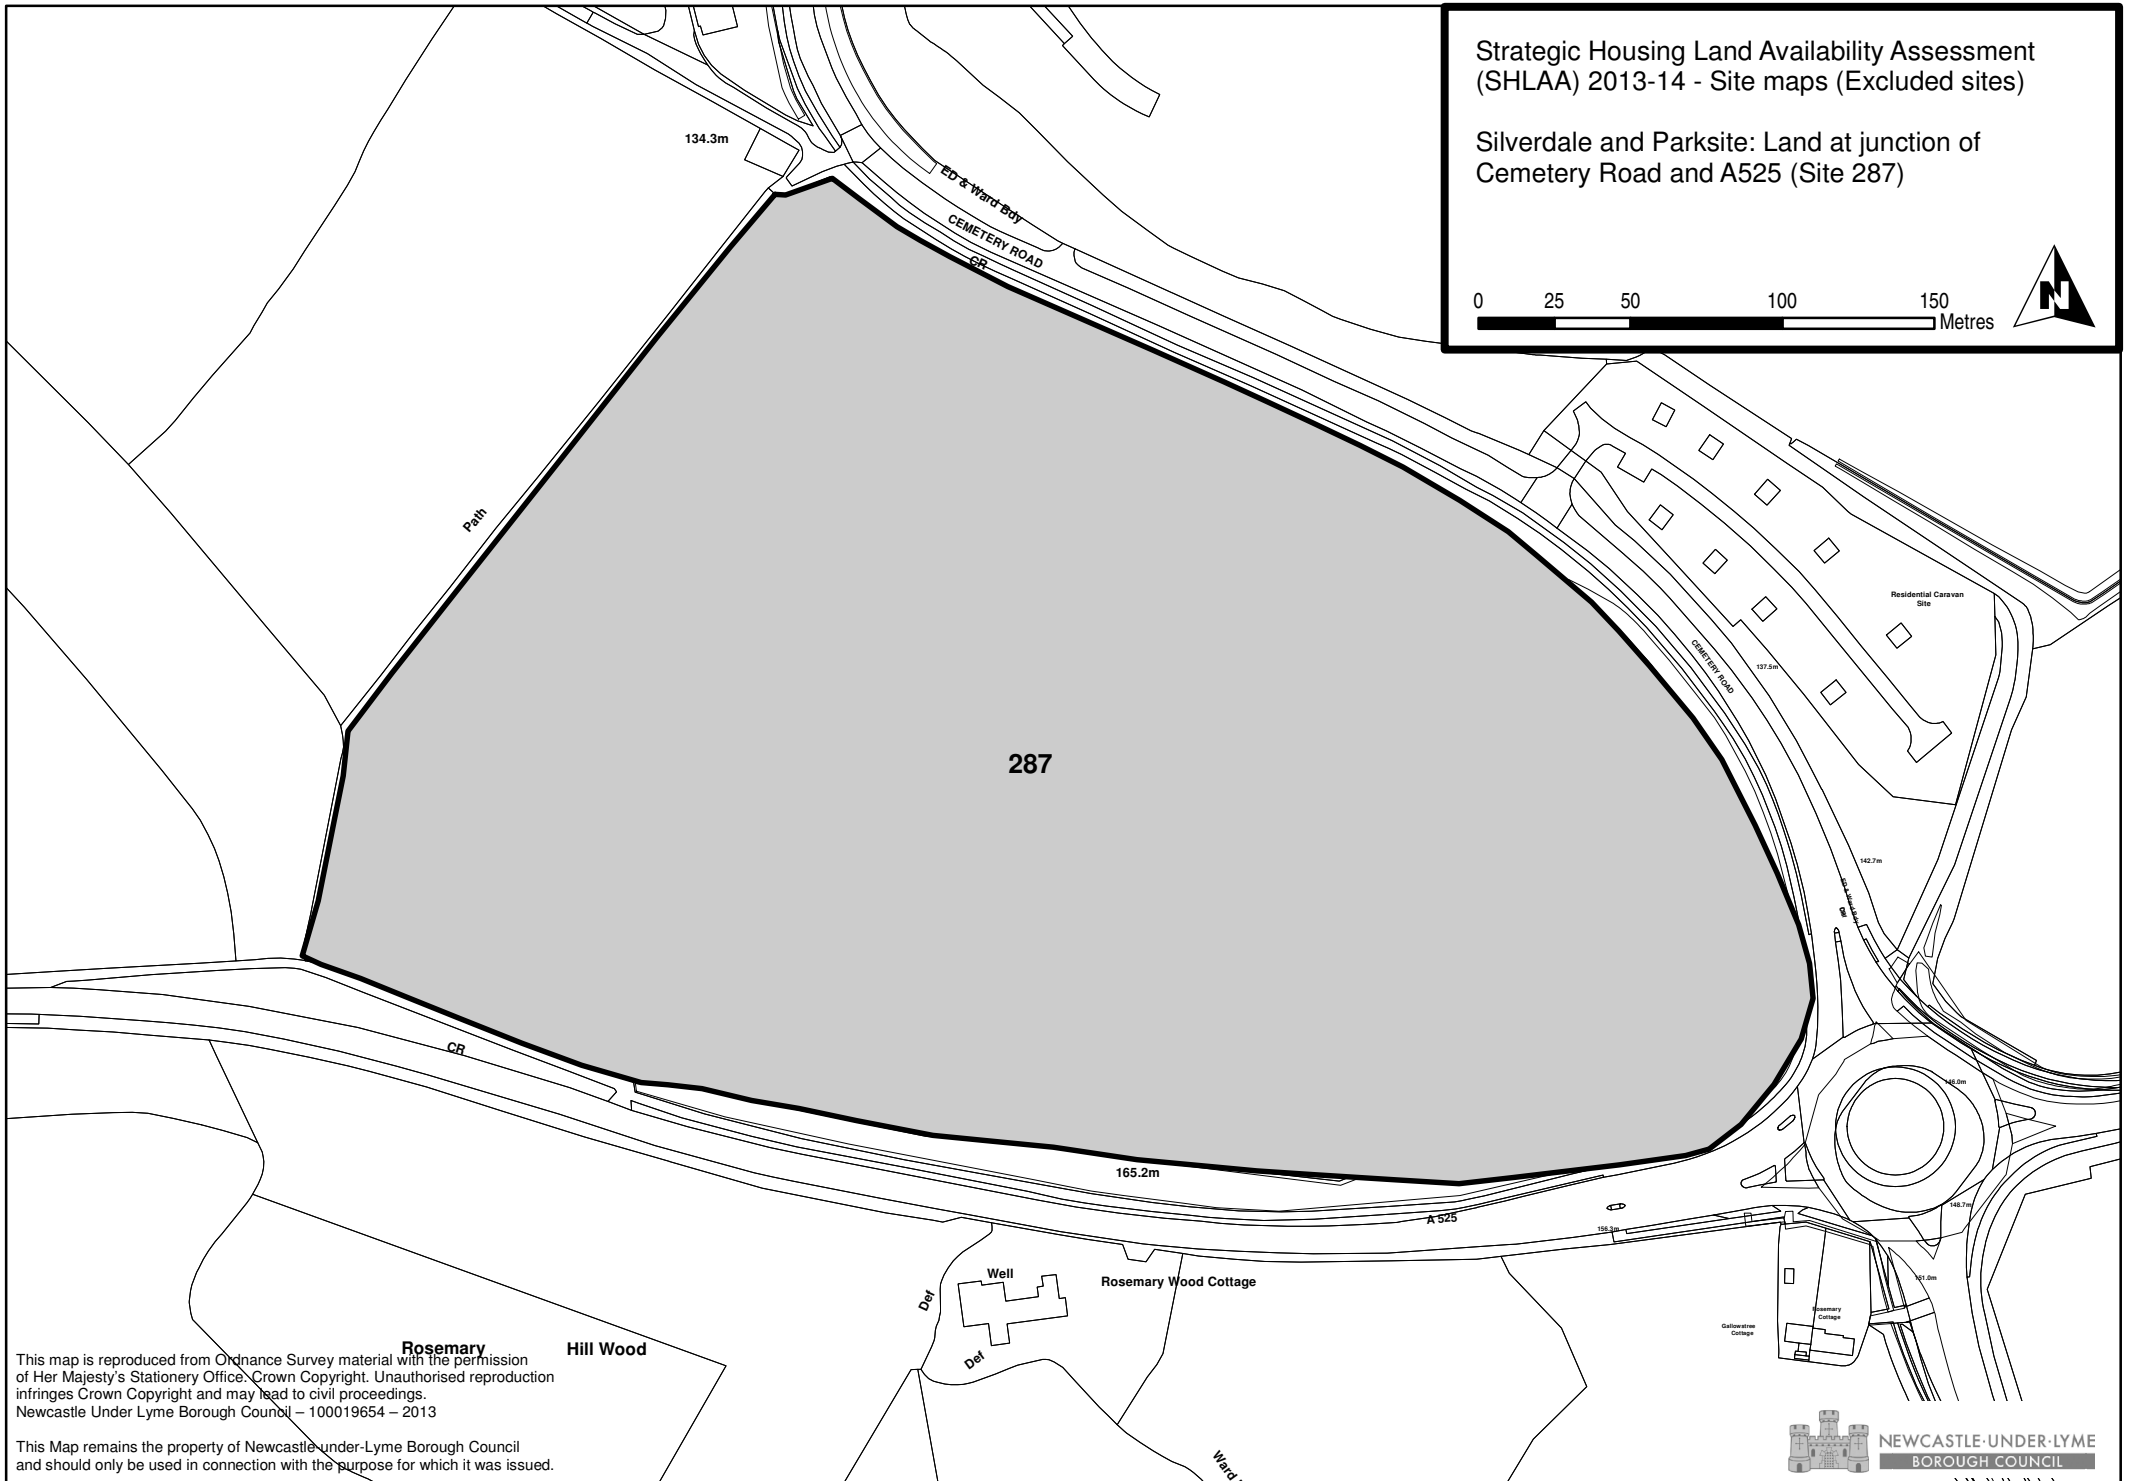 Strategic Housing Land Availability Assessment
(SHLAA) 2013-14 - Site maps (Excluded sites)
Silverdale and Parksite: Land at junction of
Cemetery Road and A525 (Site 287)
0 25 50 100 150
Metres
N
134.3m
ED & Ward Bdy
CEMETERY ROAD
CR
Path
287
Residential Caravan
Site
CEMETERY ROAD
137.5m
142.7m
ED & Ward Bdy
CR
146.0m
148.7m
165.2m
A 525
156.3m
151.0m
Well
Rosemary Wood Cottage
Def
Def
Rosemary
Cottage
Gallowstree
Cottage
Rosemary Hill Wood
Ward
This map is reproduced from Ordnance Survey material with the permission
of Her Majesty's Stationery Office. Crown Copyright. Unauthorised reproduction
infringes Crown Copyright and may lead to civil proceedings.
Newcastle Under Lyme Borough Council – 100019654 – 2013
This Map remains the property of Newcastle-under-Lyme Borough Council
and should only be used in connection with the purpose for which it was issued.
NEWCASTLE·UNDER·LYME
BOROUGH COUNCIL